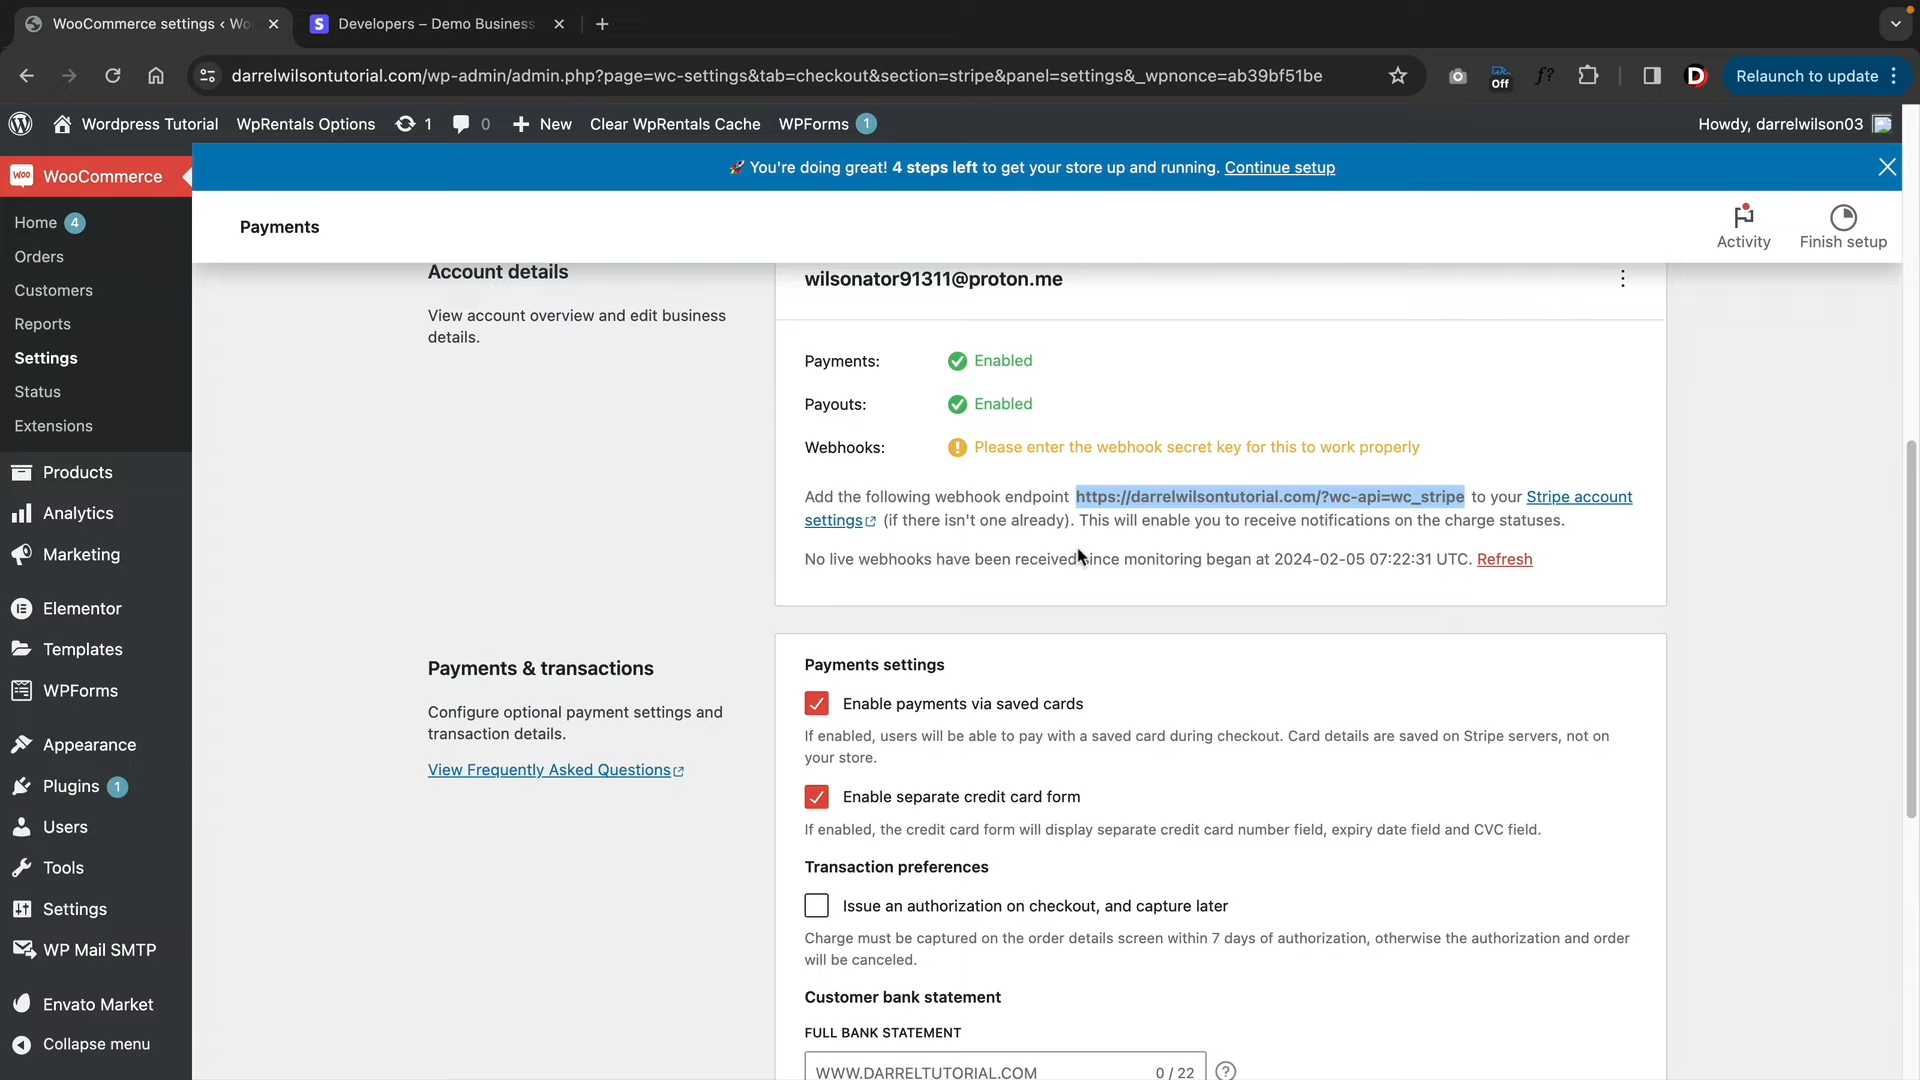 WooCommerce settings ‹ Wo
Developers – Demo Business
darrelwilsontutorial.com/wp-admin/admin.php?page=wc-settings&tab=checkout&section=stripe&panel=settings&_wpnonce=ab39bf51be
Off
f?
D
Relaunch to update
Wordpress Tutorial
WpRentals Options
1
0
New
Clear WpRentals Cache
WPForms 1
Howdy, darrelwilson03
WooCommerce
Home 4
Orders
Customers
Reports
Settings
Status
Extensions
Products
Analytics
Marketing
Elementor
Templates
WPForms
Appearance
Plugins 1
Users
Tools
Settings
WP Mail SMTP
Envato Market
Collapse menu
🚀 You're doing great! 4 steps left to get your store up and running. Continue setup
Payments
Activity
Finish setup
Account details
View account overview and edit business
details.
wilsonator91311@proton.me
Payments: Enabled
Payouts: Enabled
Webhooks: Please enter the webhook secret key for this to work properly
Add the following webhook endpoint https://darrelwilsontutorial.com/?wc-api=wc_stripe to your Stripe account
settings (if there isn't one already). This will enable you to receive notifications on the charge statuses.
No live webhooks have been received since monitoring began at 2024-02-05 07:22:31 UTC. Refresh
Payments & transactions
Configure optional payment settings and
transaction details.
View Frequently Asked Questions
Payments settings
Enable payments via saved cards
If enabled, users will be able to pay with a saved card during checkout. Card details are saved on Stripe servers, not on
your store.
Enable separate credit card form
If enabled, the credit card form will display separate credit card number field, expiry date field and CVC field.
Transaction preferences
Issue an authorization on checkout, and capture later
Charge must be captured on the order details screen within 7 days of authorization, otherwise the authorization and order
will be canceled.
Customer bank statement
FULL BANK STATEMENT
WWW.DARRELTUTORIAL.COM 0 / 22